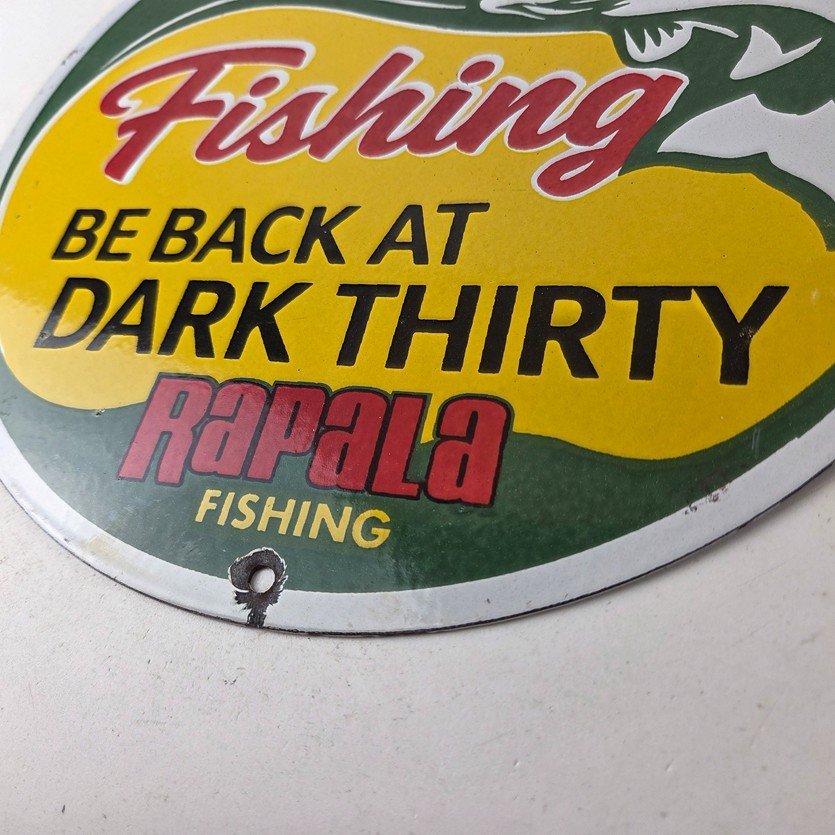 Fishing
BE BACK AT
DARK THIRTY
RAPALA
FISHING